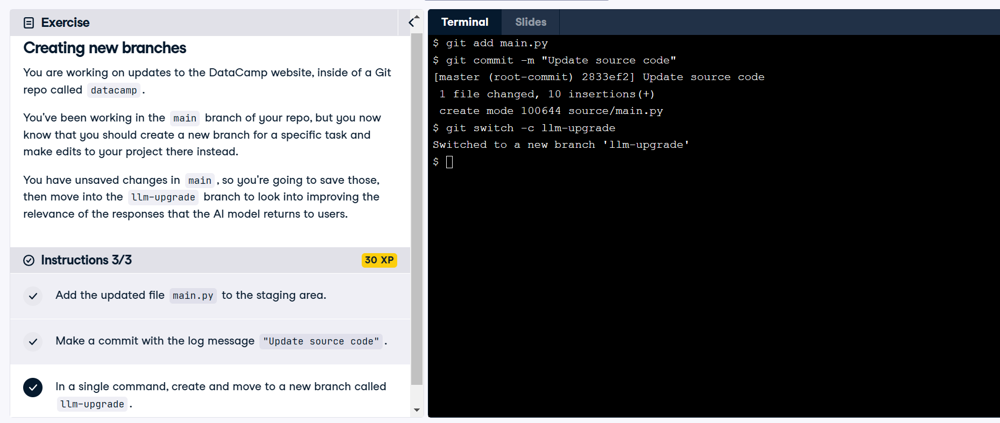 Exercise
Creating new branches
You are working on updates to the DataCamp website, inside of a Git
repo called datacamp.
You've been working in the main branch of your repo, but you now
know that you should create a new branch for a specific task and
make edits to your project there instead.
You have unsaved changes in main, so you're going to save those,
then move into the llm-upgrade branch to look into improving the
relevance of the responses that the AI model returns to users.
Instructions 3/3
30 XP
Add the updated file main.py to the staging area.
Make a commit with the log message "Update source code".
In a single command, create and move to a new branch called
llm-upgrade.
Terminal
Slides
$ git add main.py
$ git commit -m "Update source code"
[master (root-commit) 2833ef2] Update source code
1 file changed, 10 insertions(+)
create mode 100644 source/main.py
$ git switch -c llm-upgrade
Switched to a new branch 'llm-upgrade'
$